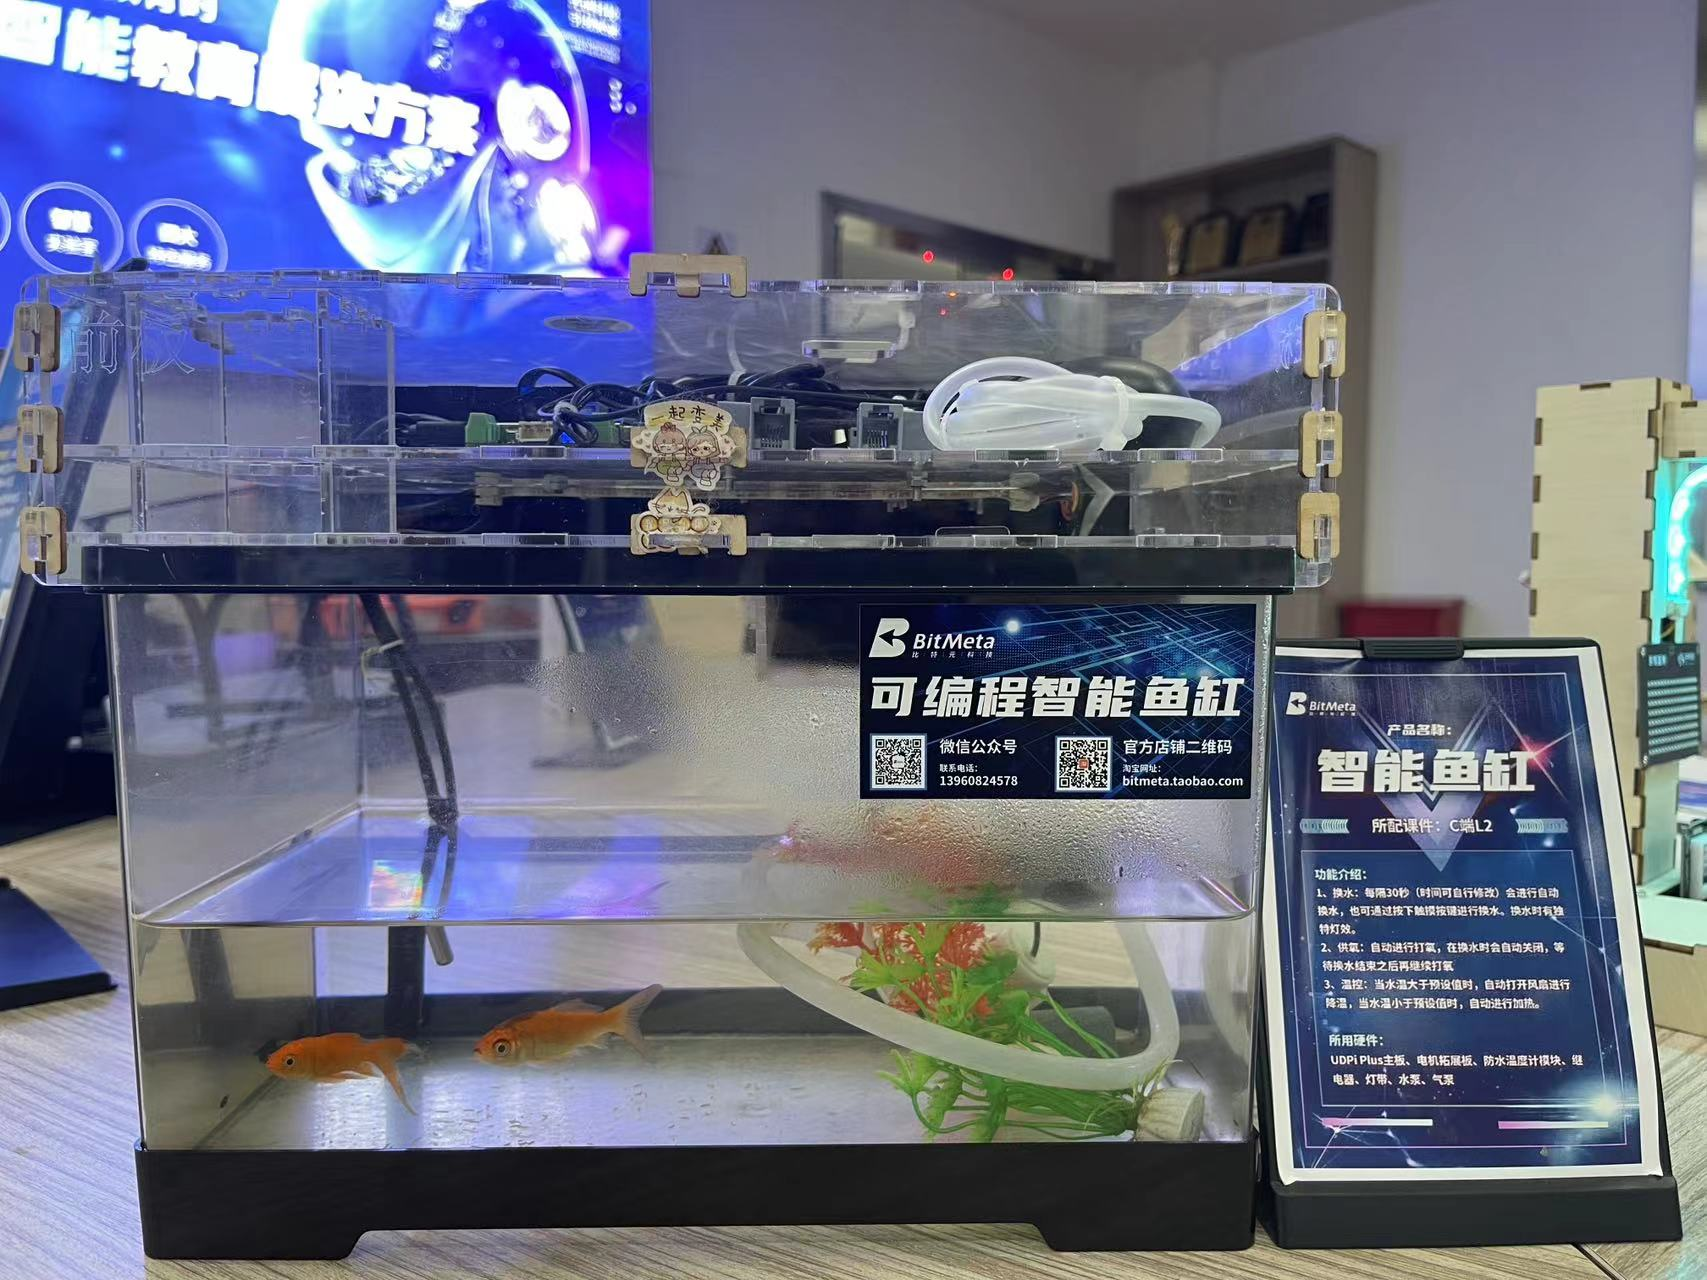 智能教育解决方案
前板
一起变美
BitMeta
比特元科技
可编程智能鱼缸
微信公众号
联系电话：
13960824578
官方店铺二维码
淘宝网址：
bitmeta.taobao.com
BitMeta
比特元科技
产品名称：
智能鱼缸
所配课件：C端L2
功能介绍：
1、换水：每隔30秒（时间可自行修改）会进行自动
换水，也可通过按下触摸按键进行换水。换水时有独
特灯效。
2、供氧：自动进行打氧，在换水时会自动关闭，等
待换水结束之后再继续打氧
3、温控：当水温大于预设值时，自动打开风扇进行
降温，当水温小于预设值时，自动进行加热。
所用硬件：
UDPi Plus主板、电机拓展板、防水温度计模块、继
电器、灯带、水泵、气泵